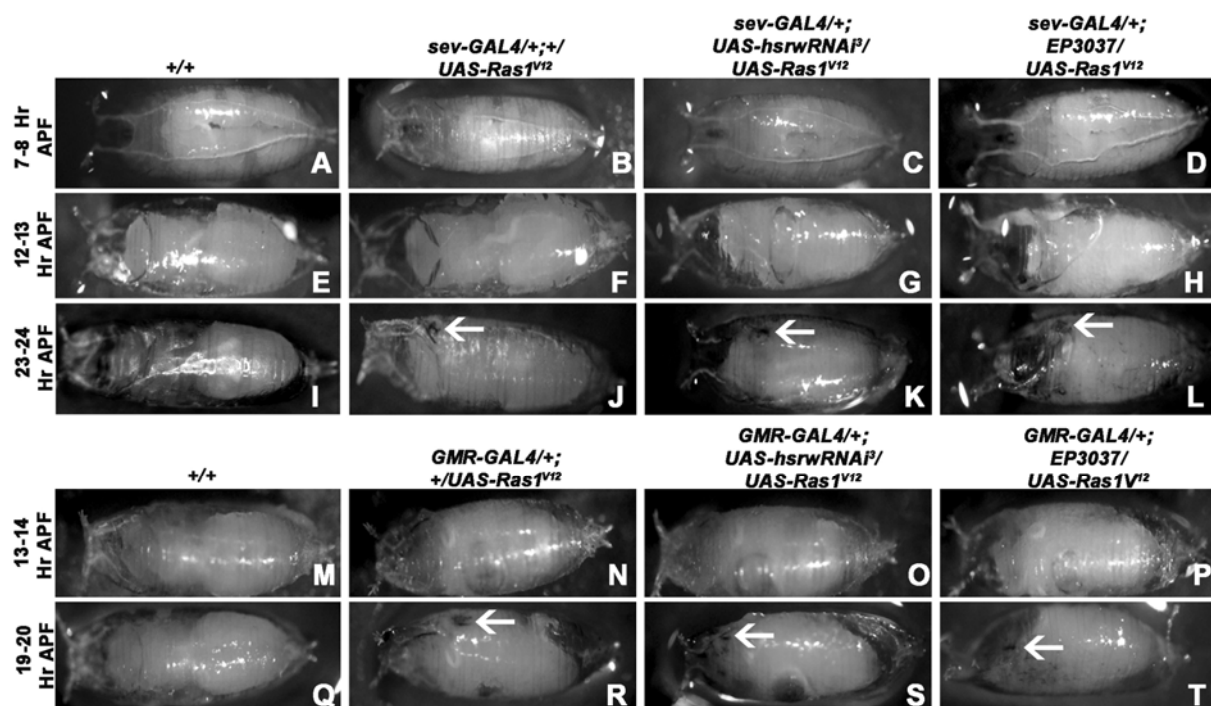 +/+
sev-GAL4/+;+/
UAS-Ras1V12
sev-GAL4/+;
UAS-hsrwRNAi3/
UAS-Ras1V12
sev-GAL4/+;
EP3037/
UAS-Ras1V12
7-8 Hr
APF
A
B
C
D
12-13
Hr APF
E
F
G
H
23-24
Hr APF
I
J
K
L
+/+
GMR-GAL4/+;
+/UAS-Ras1V12
GMR-GAL4/+;
UAS-hsrwRNAi3/
UAS-Ras1V12
GMR-GAL4/+;
EP3037/
UAS-Ras1V12
13-14
Hr APF
M
N
O
P
19-20
Hr APF
Q
R
S
T